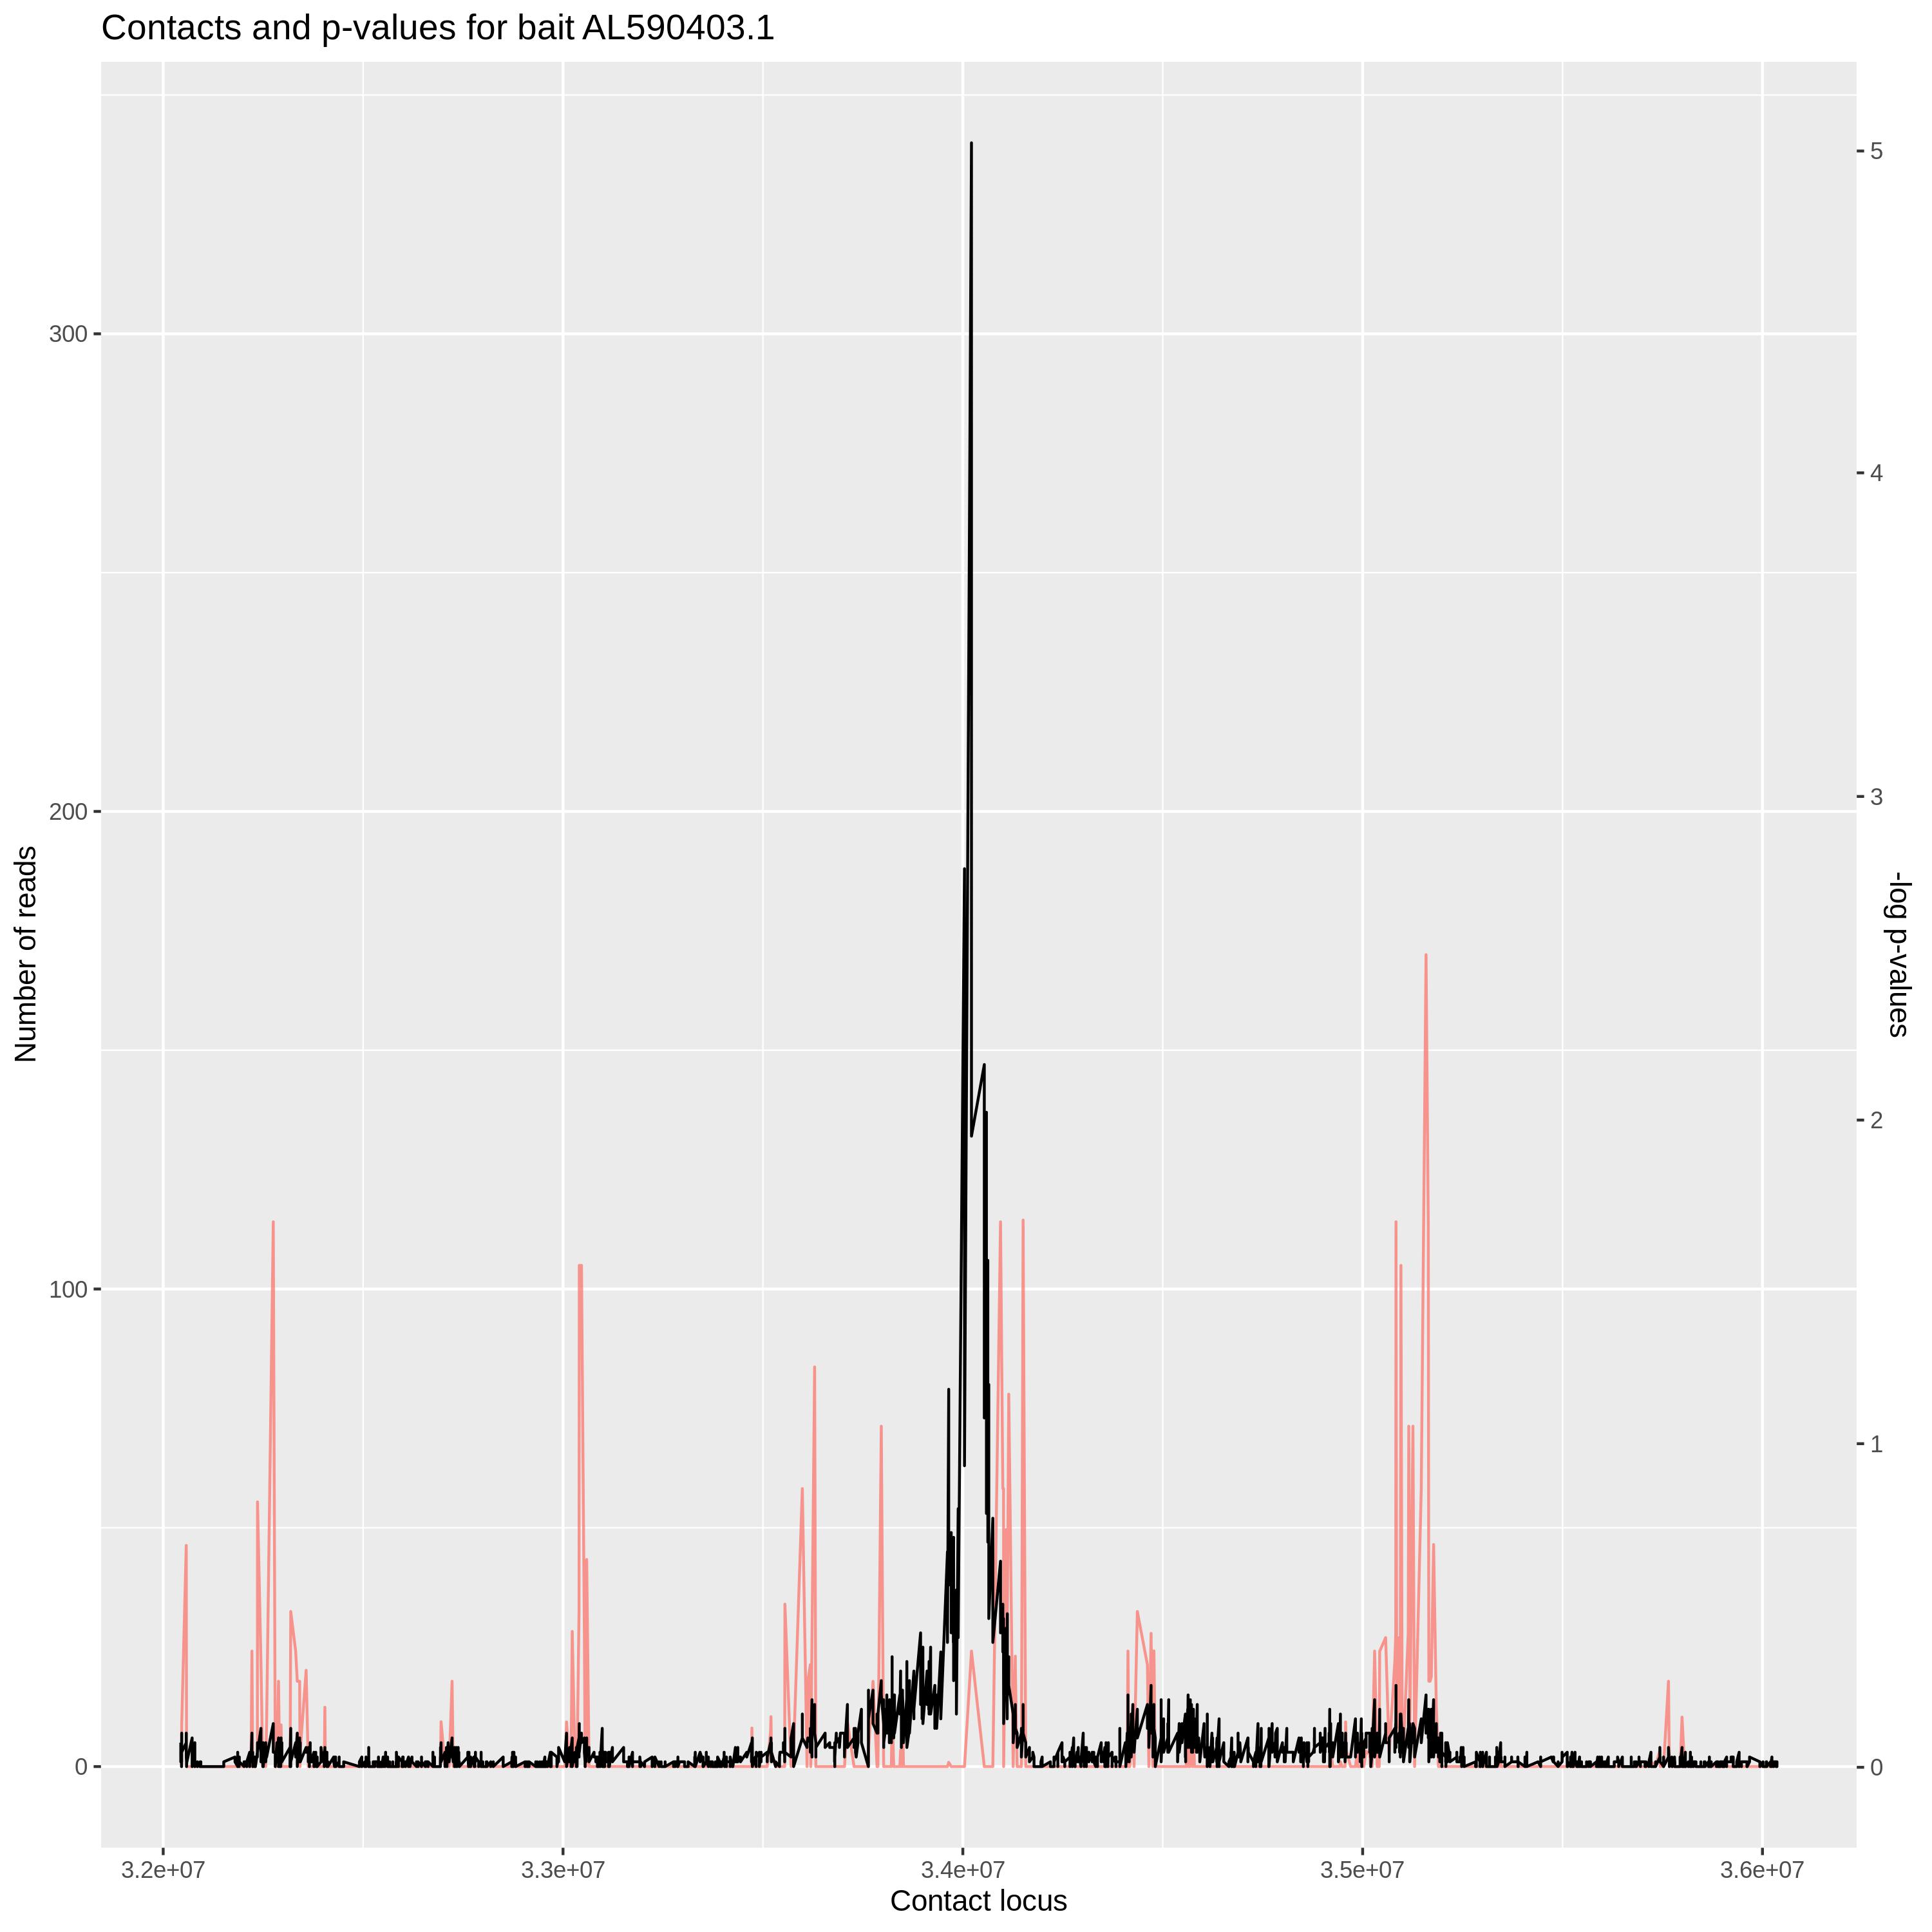 Contacts and p-values for bait AL590403.1
300
200
100
0
5
4
3
2
1
0
Number of reads
-log p-values
3.2e+07 3.3e+07 3.4e+07 3.5e+07 3.6e+07
Contact locus